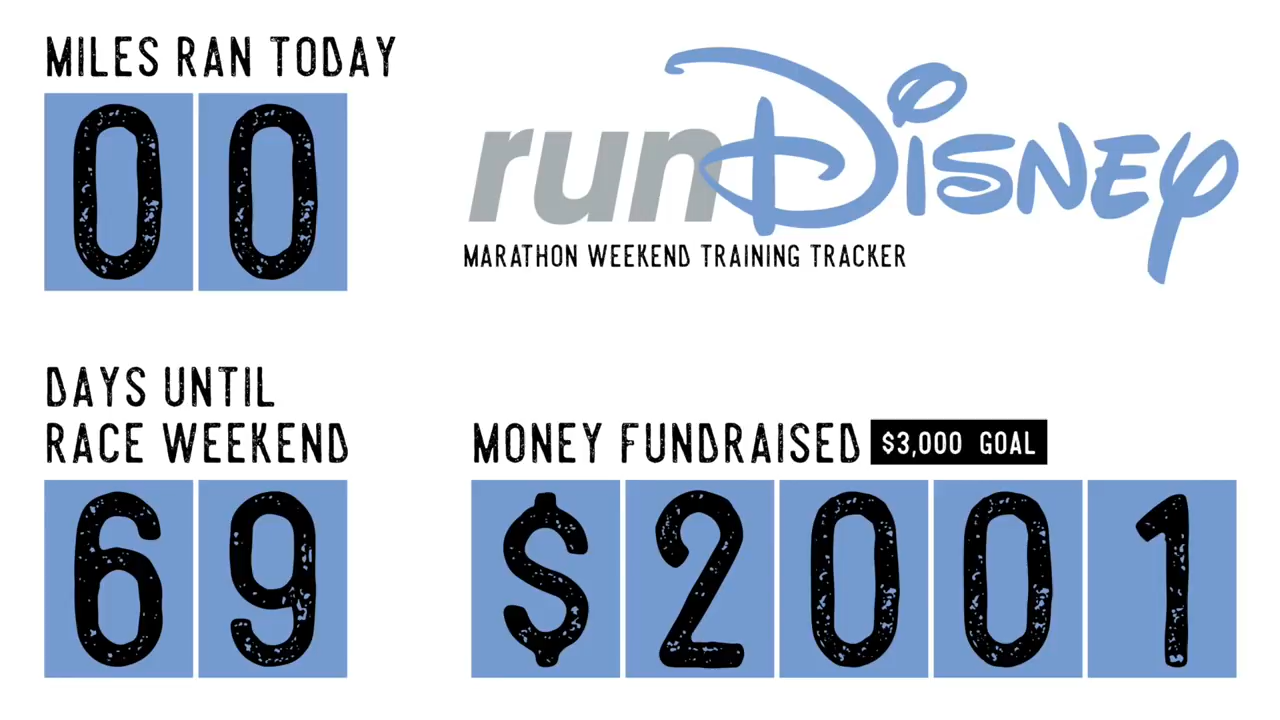 MILES RAN TODAY
00
runDisney
MARATHON WEEKEND TRAINING TRACKER
DAYS UNTIL
RACE WEEKEND
69
MONEY FUNDRAISED $3,000 GOAL
$2001